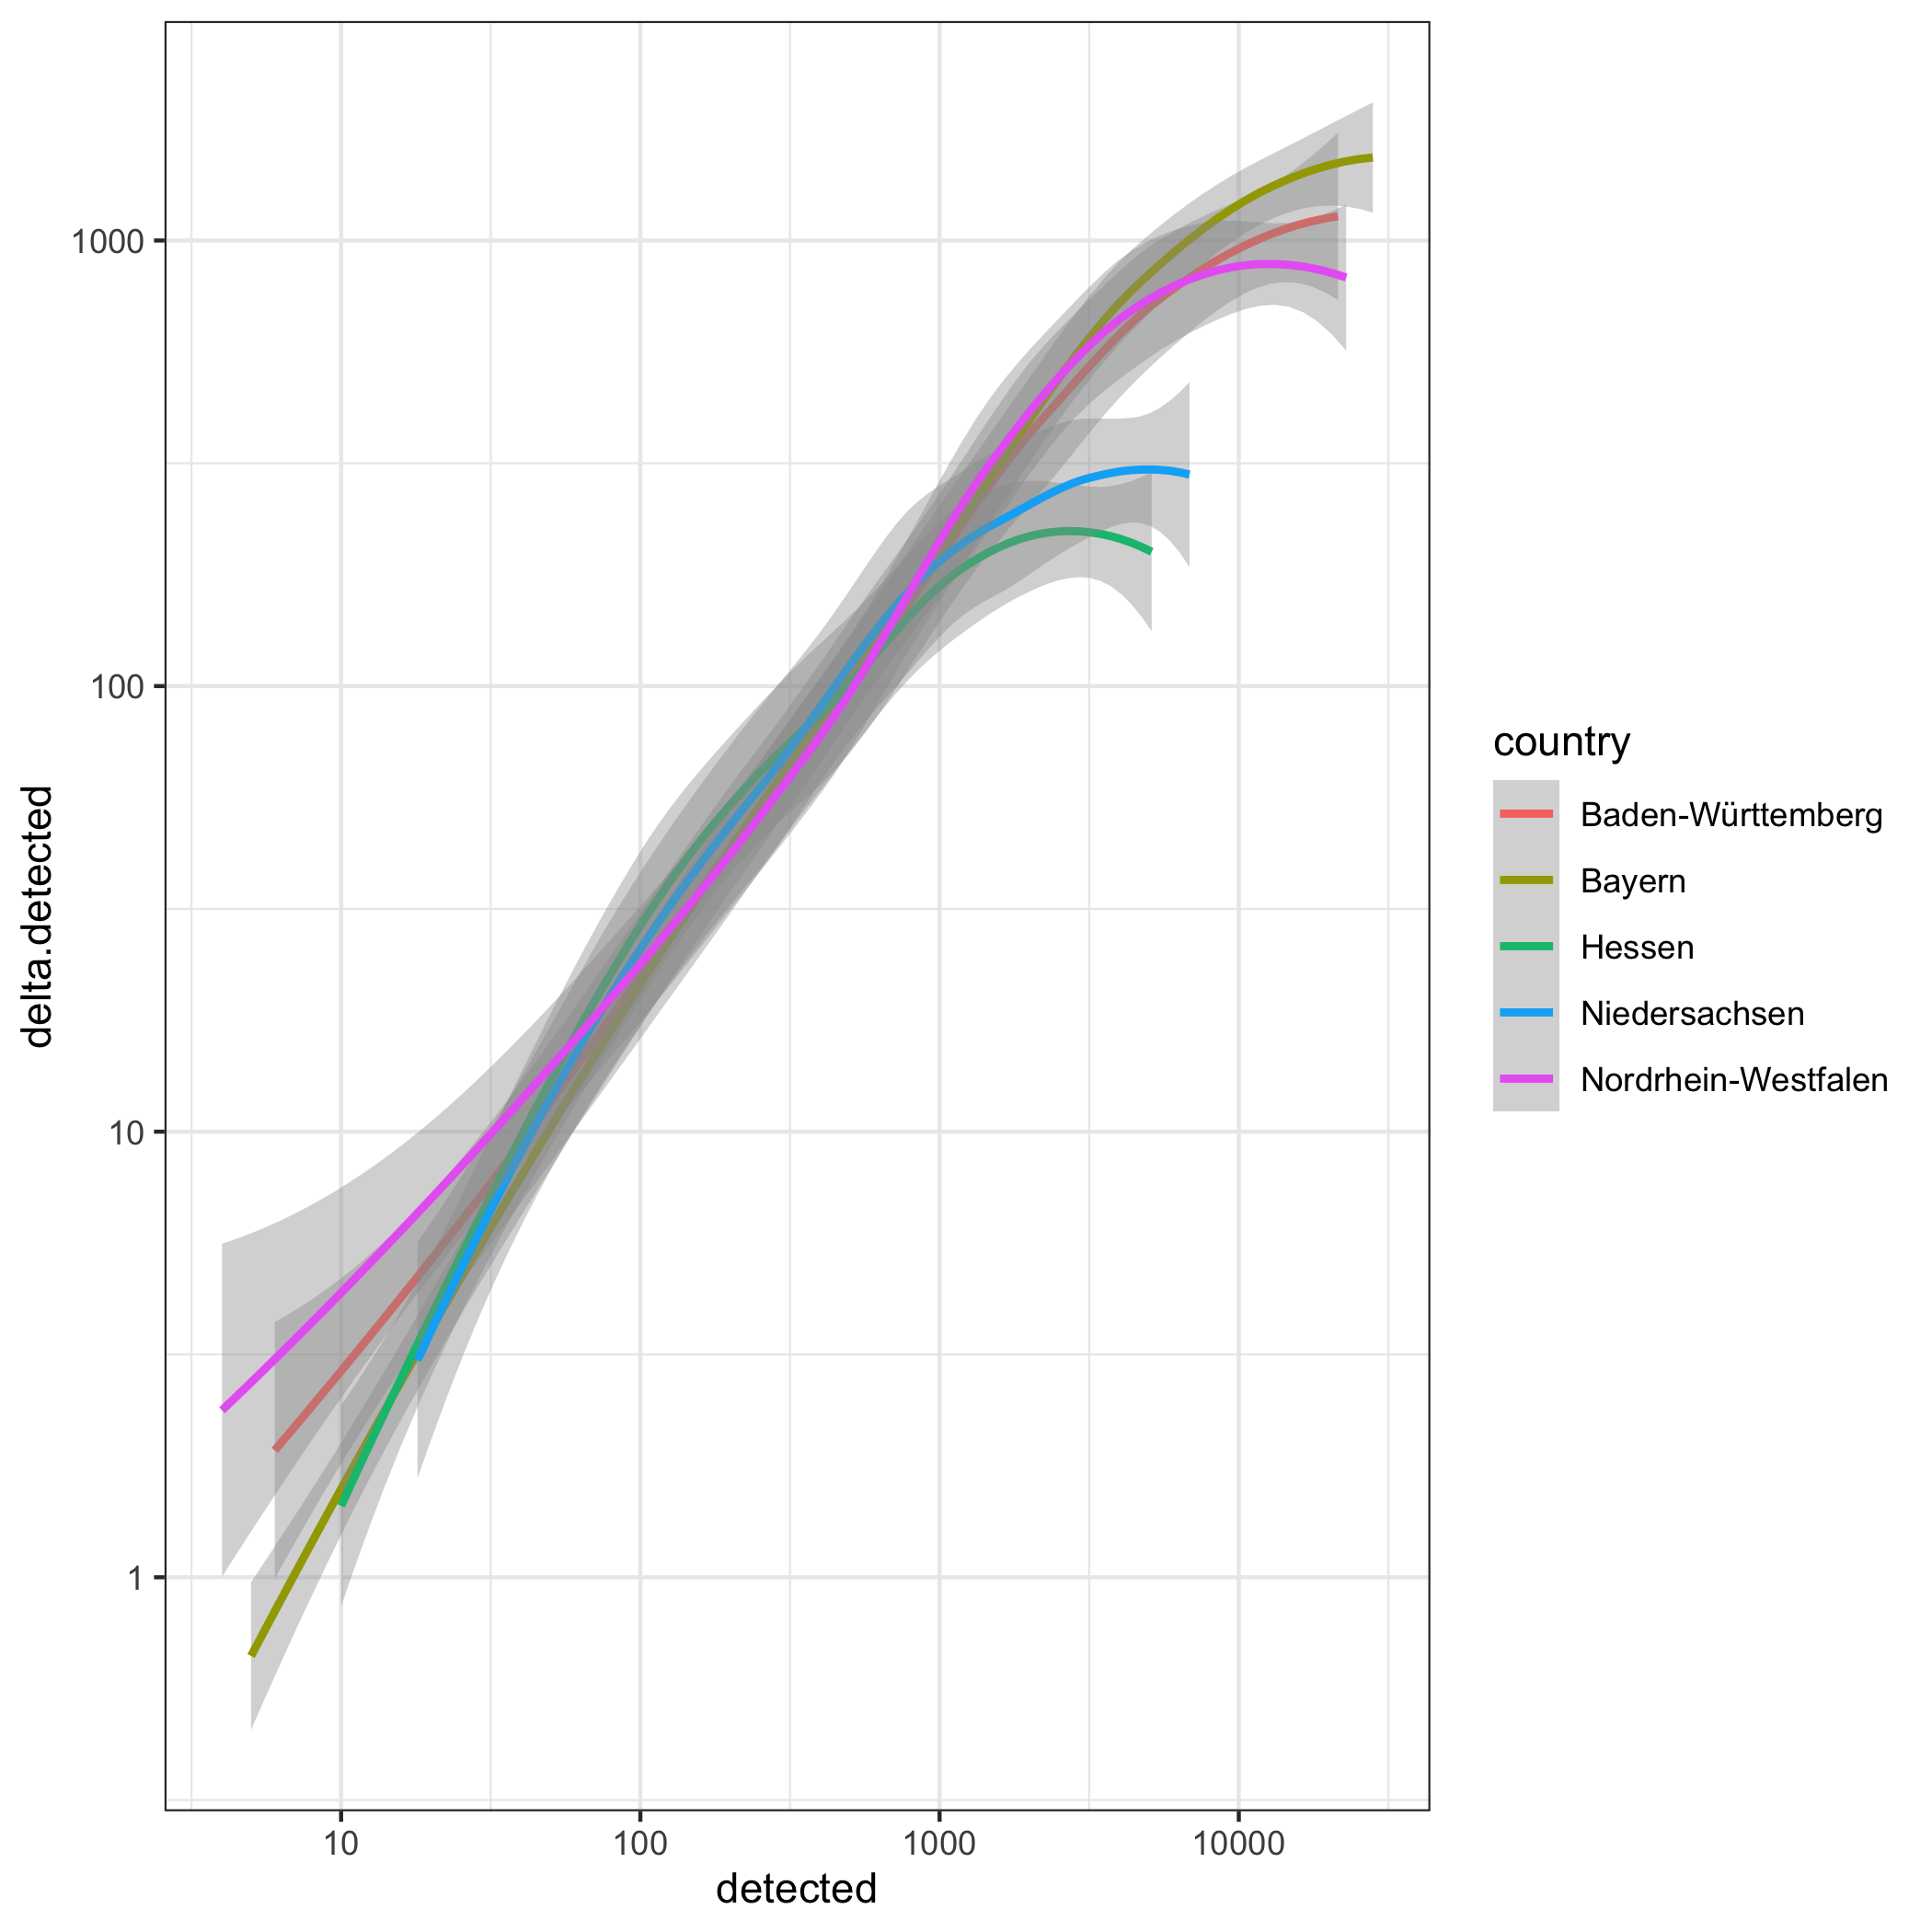 delta.detected
1000
100
10
1
10
100
1000
10000
detected
country
Baden-Württemberg
Bayern
Hessen
Niedersachsen
Nordrhein-Westfalen